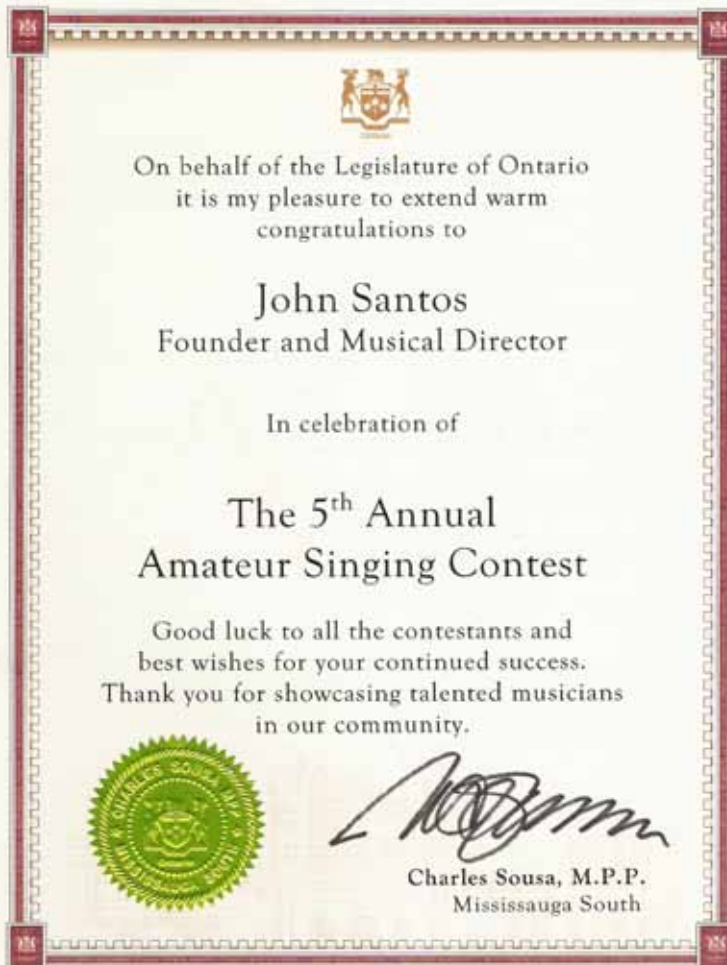 On behalf of the Legislature of Ontario
it is my pleasure to extend warm
congratulations to
John Santos
Founder and Musical Director
In celebration of
The 5th Annual
Amateur Singing Contest
Good luck to all the contestants and
best wishes for your continued success.
Thank you for showcasing talented musicians
in our community.
CHARLES SOUSA MPP
Charles Sousa, M.P.P.
Mississauga South